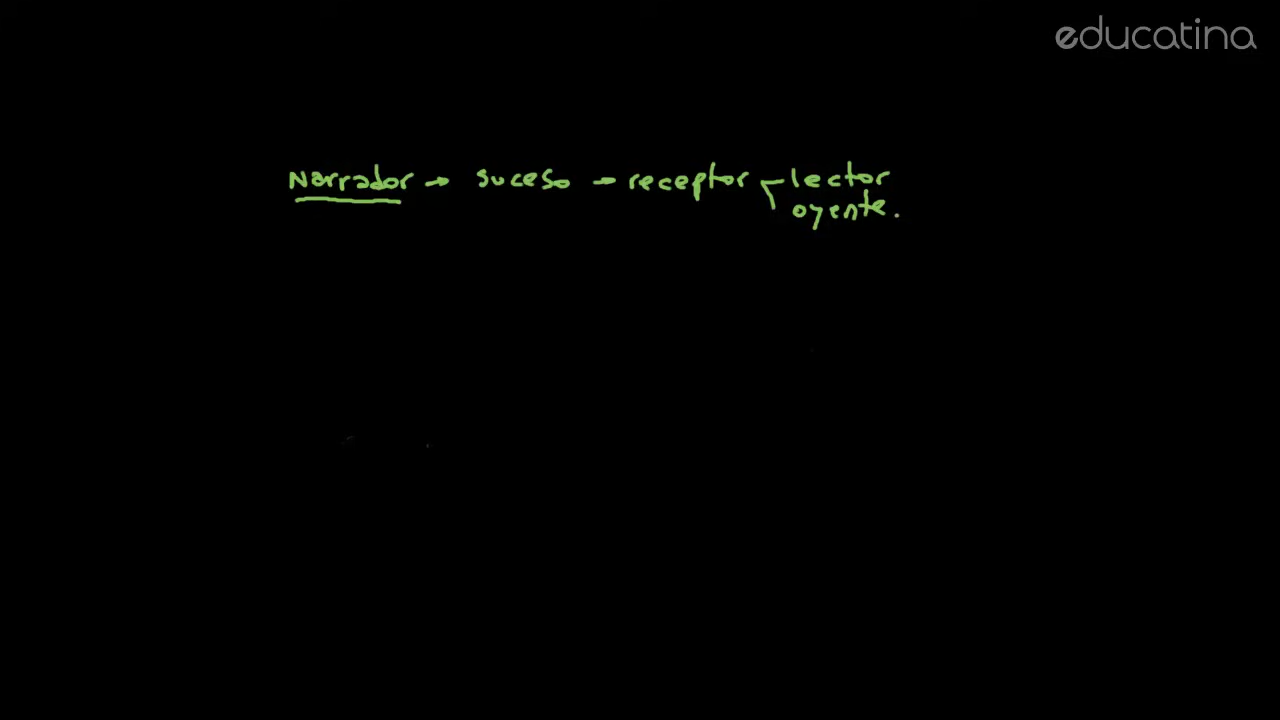 educatina
Narrador → suceso → receptor lector
oyente.